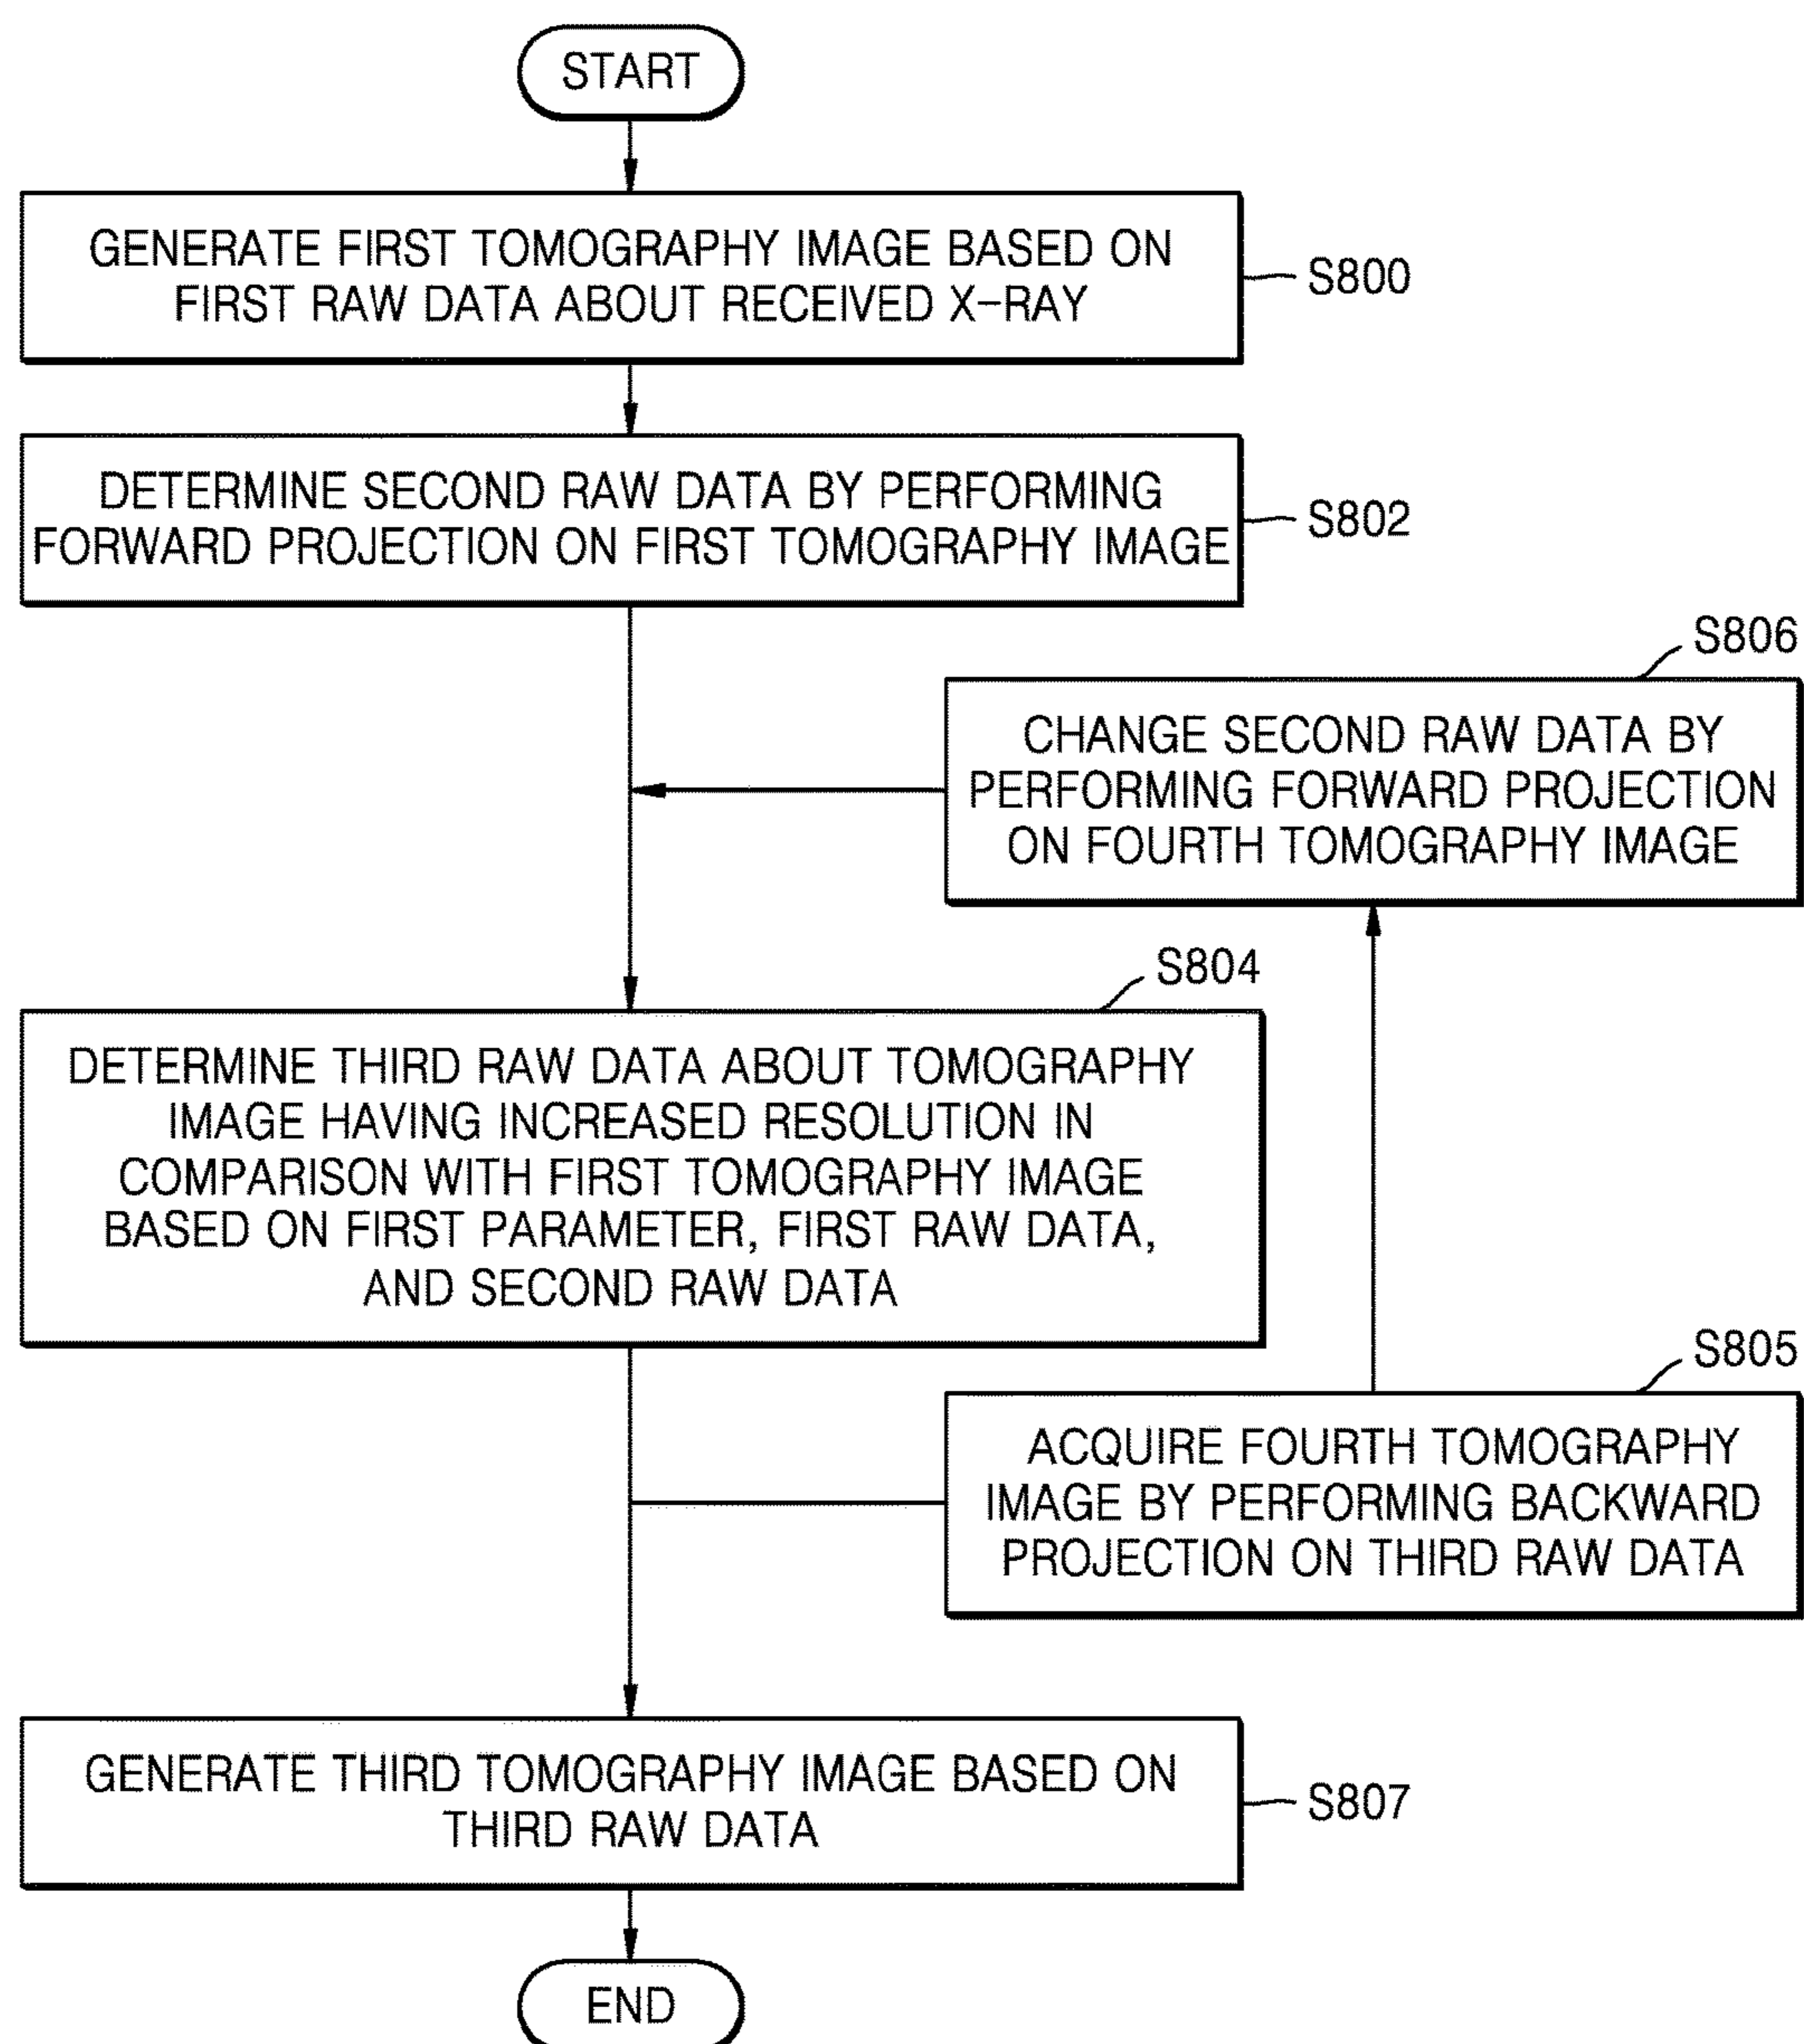 START
GENERATE FIRST TOMOGRAPHY IMAGE BASED ON
FIRST RAW DATA ABOUT RECEIVED X-RAY
S800
DETERMINE SECOND RAW DATA BY PERFORMING
FORWARD PROJECTION ON FIRST TOMOGRAPHY IMAGE
S802
S806
CHANGE SECOND RAW DATA BY
PERFORMING FORWARD PROJECTION
ON FOURTH TOMOGRAPHY IMAGE
S804
DETERMINE THIRD RAW DATA ABOUT TOMOGRAPHY
IMAGE HAVING INCREASED RESOLUTION IN
COMPARISON WITH FIRST TOMOGRAPHY IMAGE
BASED ON FIRST PARAMETER, FIRST RAW DATA,
AND SECOND RAW DATA
S805
ACQUIRE FOURTH TOMOGRAPHY
IMAGE BY PERFORMING BACKWARD
PROJECTION ON THIRD RAW DATA
GENERATE THIRD TOMOGRAPHY IMAGE BASED ON
THIRD RAW DATA
S807
END